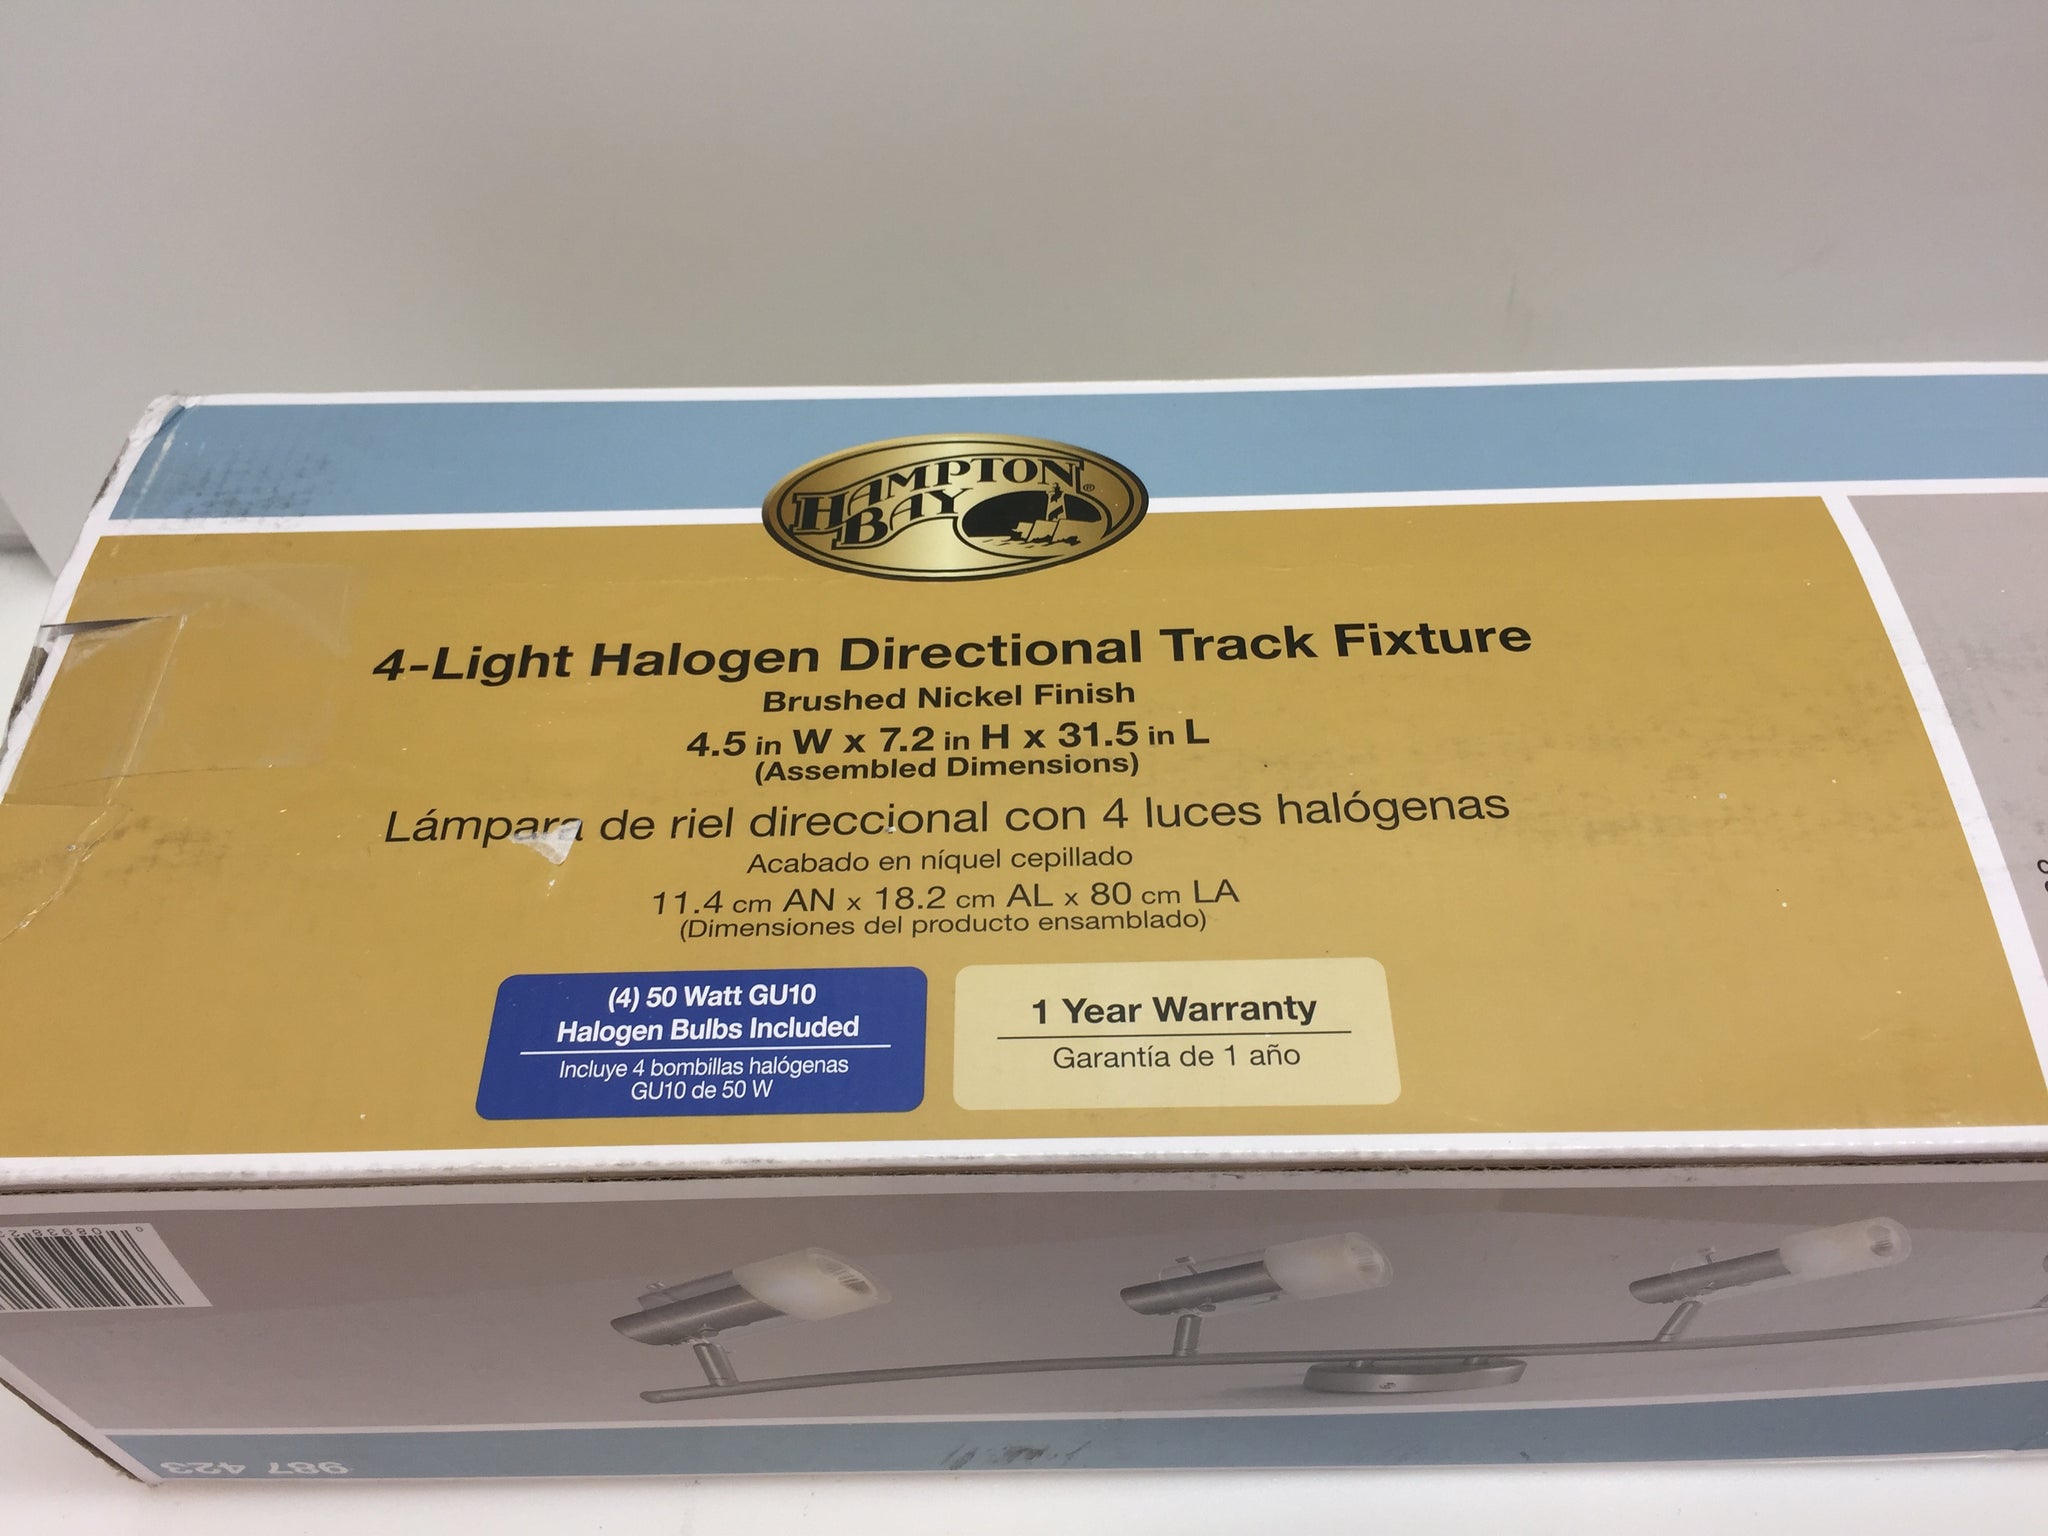 HAMPTON
BAY
®
4-Light Halogen Directional Track Fixture
Brushed Nickel Finish
4.5 in W x 7.2 in H x 31.5 in L
(Assembled Dimensions)
Lámpara de riel direccional con 4 luces halógenas
Acabado en níquel cepillado
11.4 cm AN x 18.2 cm AL x 80 cm LA
(Dimensiones del producto ensamblado)
(4) 50 Watt GU10
Halogen Bulbs Included
Incluye 4 bombillas halógenas
GU10 de 50 W
1 Year Warranty
Garantía de 1 año
987 423